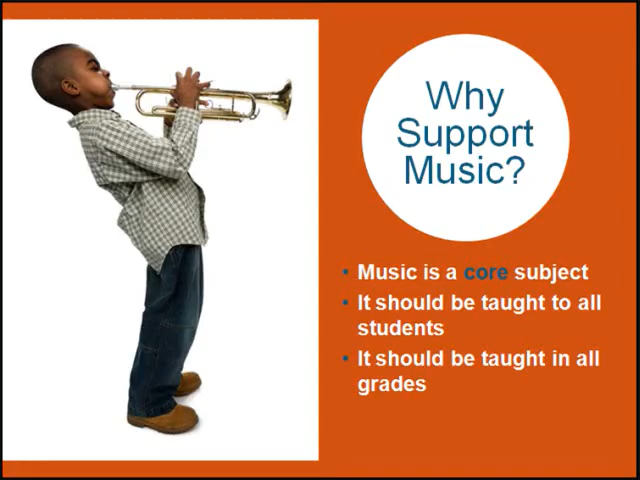 Why
Support
Music?
• Music is a core subject
• It should be taught to all
students
• It should be taught in all
grades